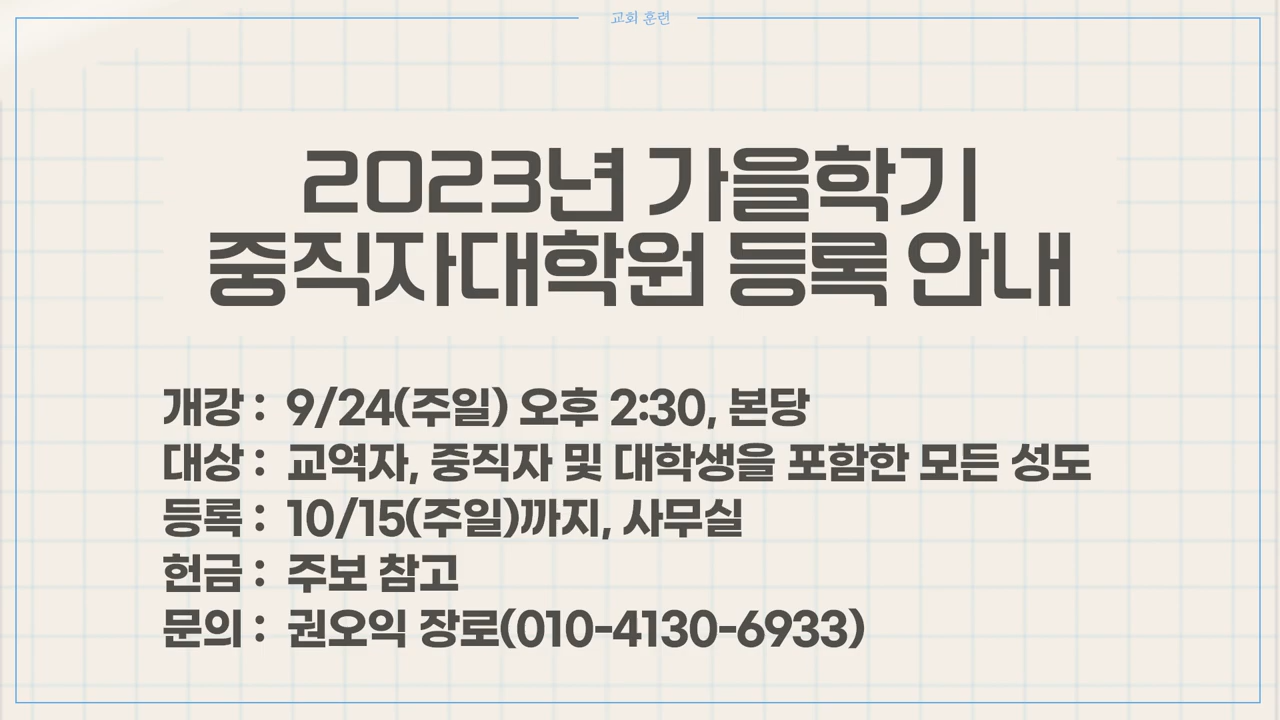 교회 훈련
2023년 가을학기
중직자대학원 등록 안내
개강 : 9/24(주일) 오후 2:30, 본당
대상 : 교역자, 중직자 및 대학생을 포함한 모든 성도
등록 : 10/15(주일)까지, 사무실
헌금 : 주보 참고
문의 : 권오익 장로(010-4130-6933)